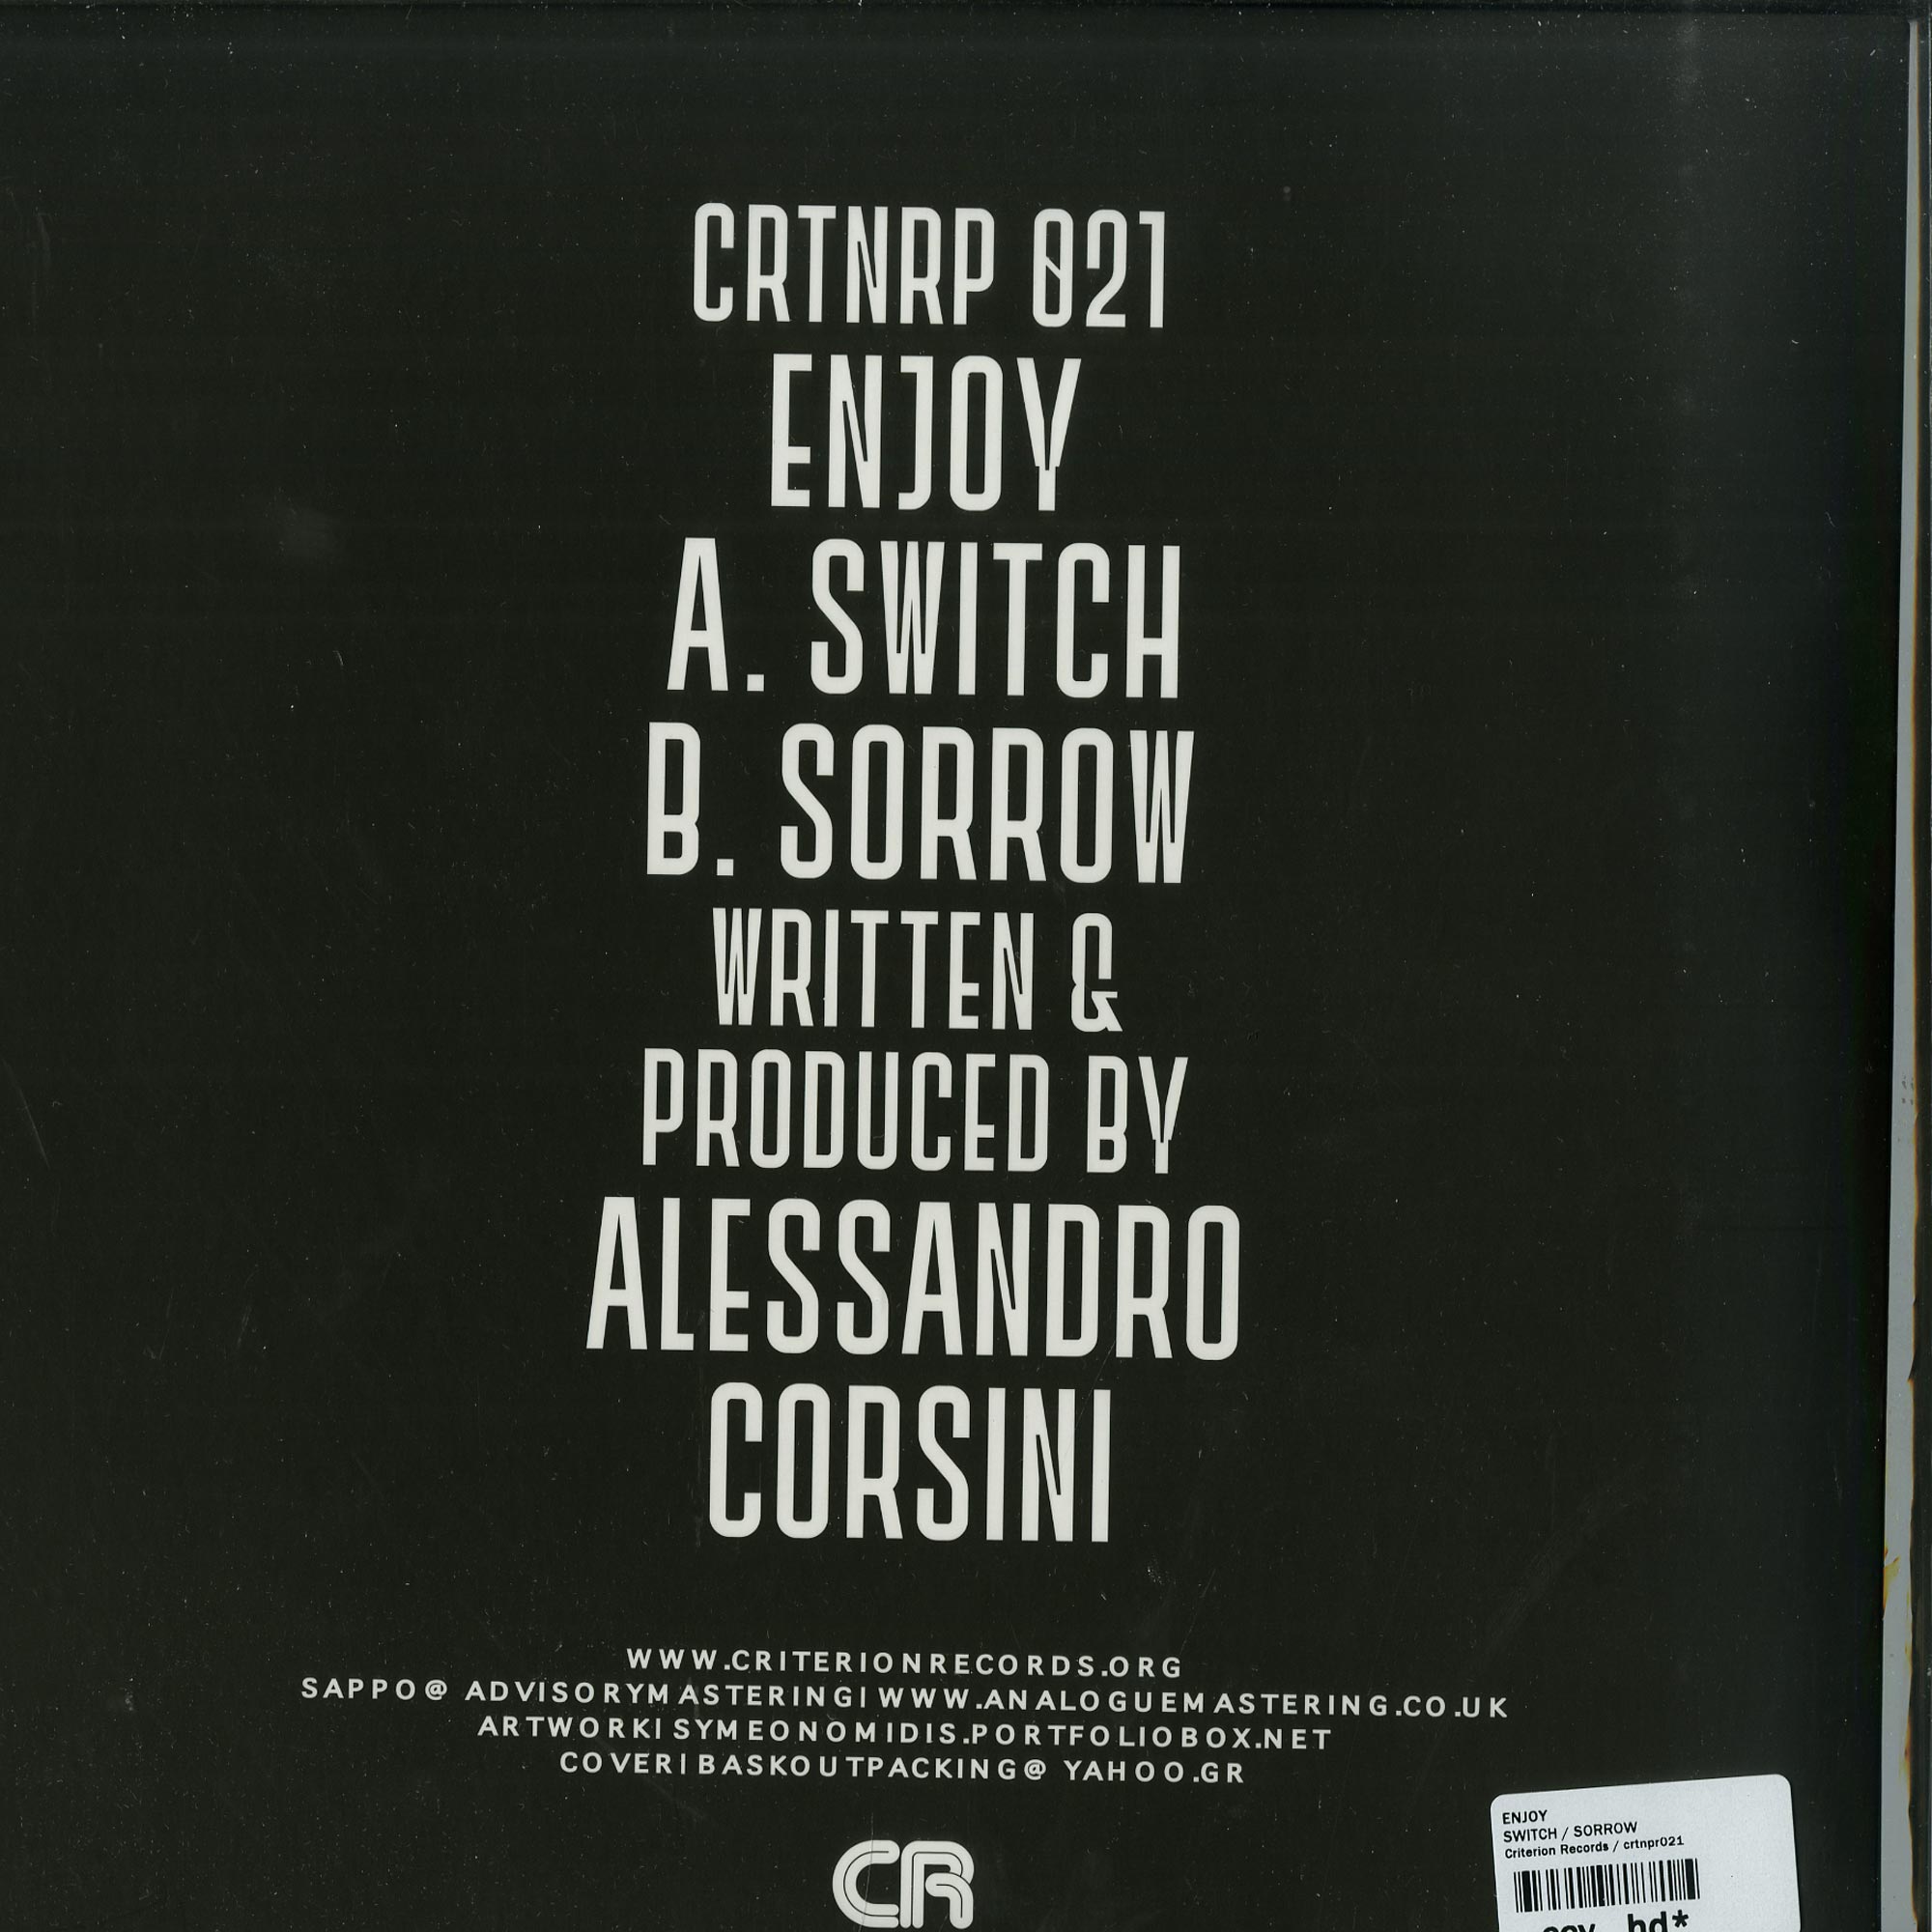 CRTNRP 021
ENJOY
A. SWITCH
B. SORROW
WRITTEN &
PRODUCED BY
ALESSANDRO
CORSINI
WWW.CRITERIONRECORDS.ORG
SAPPO@ ADVISORYMASTERING| WWW.ANALOGUEMASTERING.CO.UK
ARTWORK| SYMEONOMIDIS.PORTFOLIOBOX.NET
COVER| BASKOUTPACKING@ YAHOO.GR
CR
ENJOY
SWITCH / SORROW
Criterion Records / crtnpr021
hd*